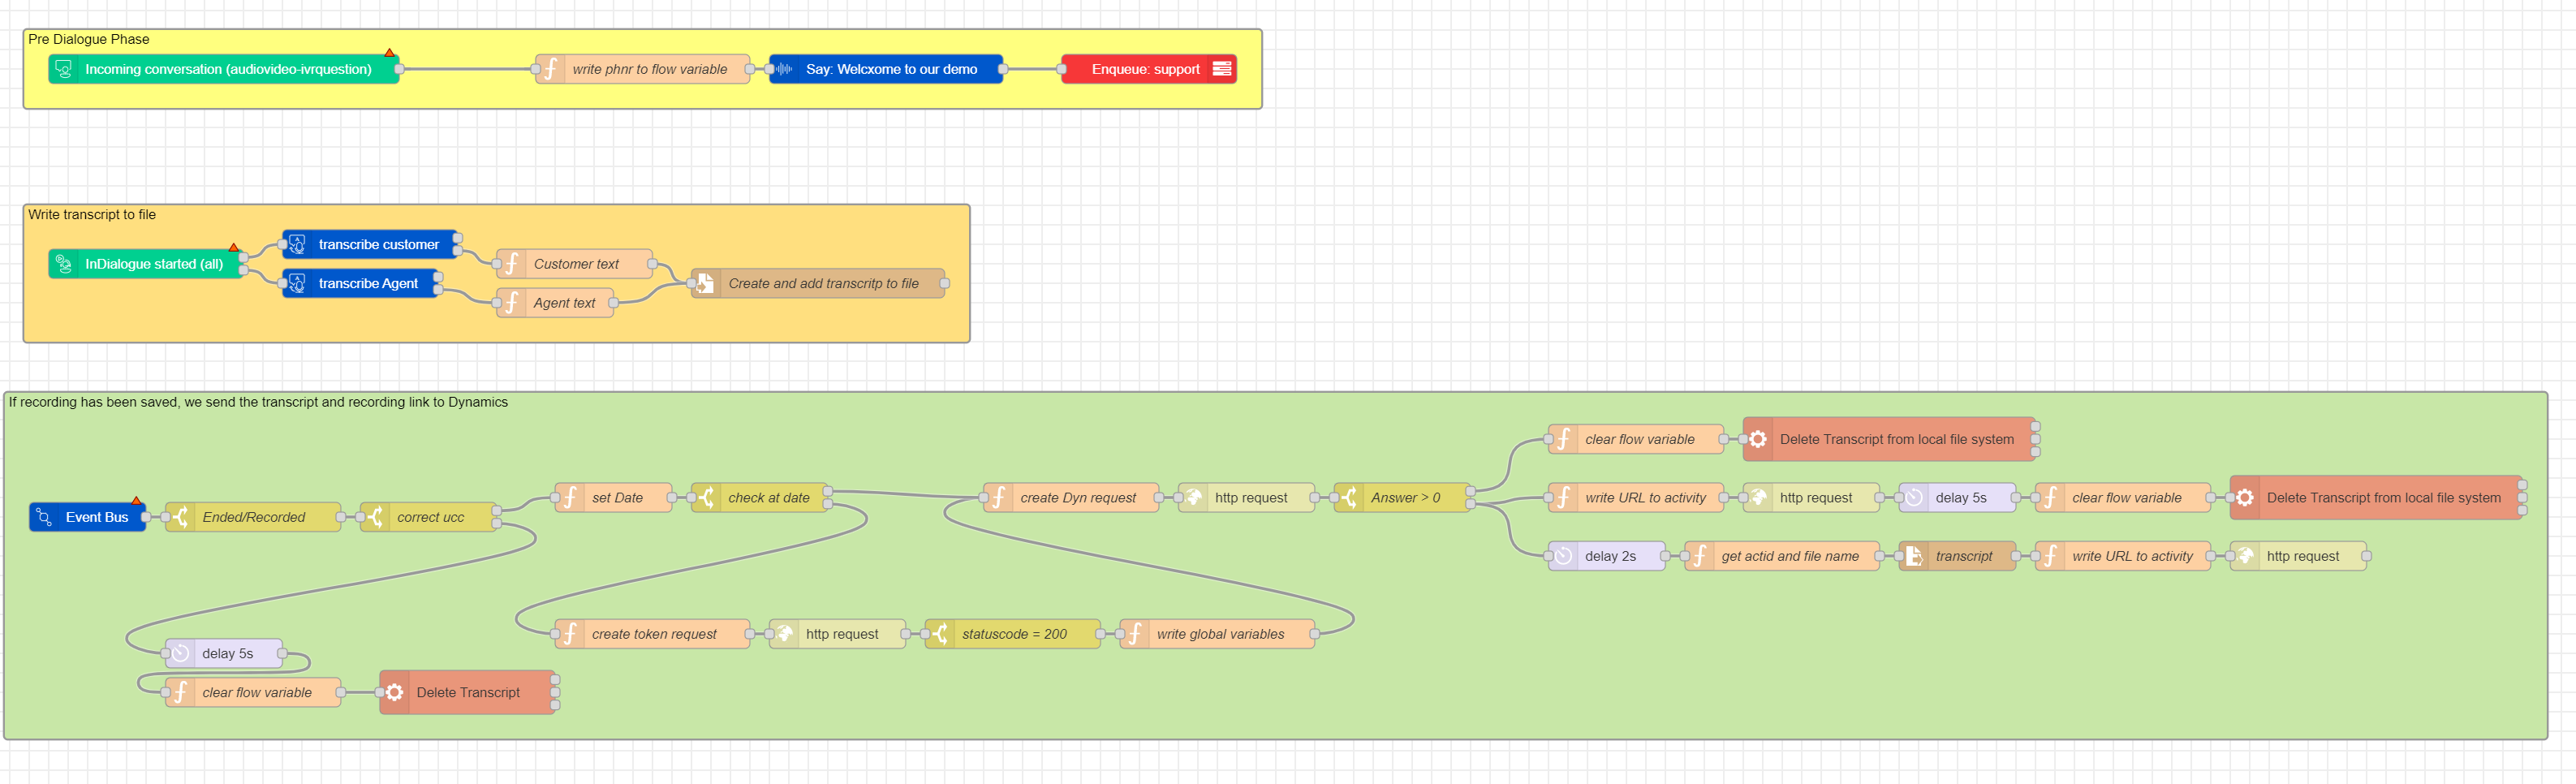 Pre Dialogue Phase
Incoming conversation (audiovideo-ivrquestion)
write phnr to flow variable
Say: Welcxome to our demo
Enqueue: support
Write transcript to file
InDialogue started (all)
transcribe customer
transcribe Agent
Customer text
Agent text
Create and add transcritp to file
If recording has been saved, we send the transcript and recording link to Dynamics
clear flow variable
Delete Transcript from local file system
Event Bus
Ended/Recorded
correct ucc
set Date
check at date
create Dyn request
http request
Answer > 0
write URL to activity
http request
delay 5s
clear flow variable
Delete Transcript from local file system
delay 2s
get actid and file name
transcript
write URL to activity
http request
create token request
http request
statuscode = 200
write global variables
delay 5s
clear flow variable
Delete Transcript